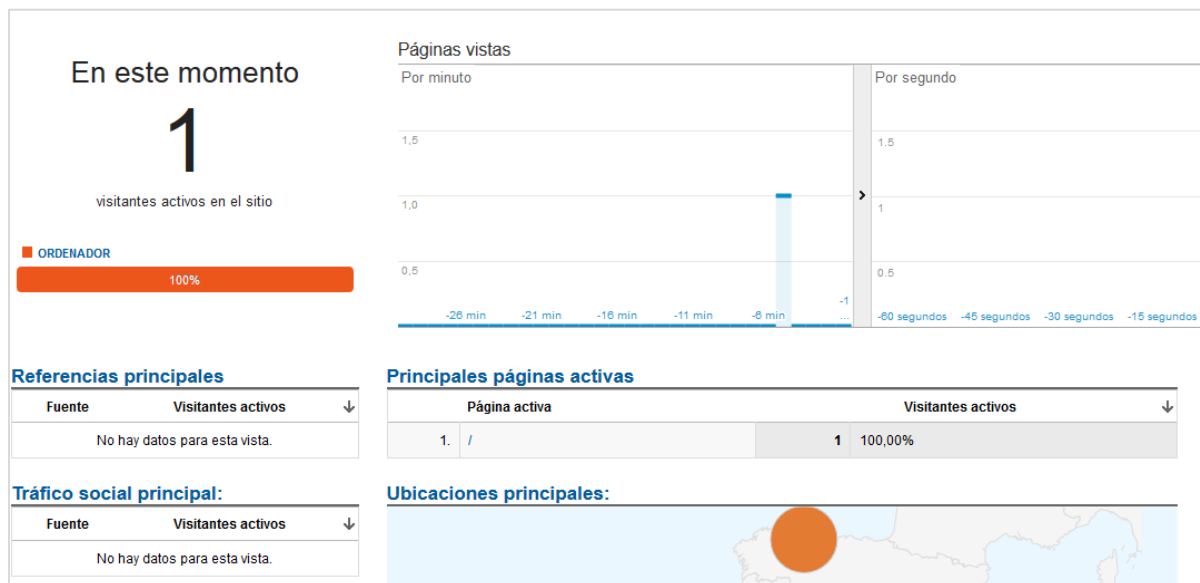 En este momento
1
visitantes activos en el sitio
ORDENADOR
100%
Páginas vistas
Por minuto
1,5
1,0
0,5
-26 min -21 min -16 min -11 min -6 min -1 ...
Por segundo
1.5
1
0.5
-60 segundos -45 segundos -30 segundos -15 segundos
Referencias principales
Fuente Visitantes activos
No hay datos para esta vista.
Principales páginas activas
Página activa Visitantes activos
1. / 1 100,00%
Tráfico social principal:
Fuente Visitantes activos
No hay datos para esta vista.
Ubicaciones principales: